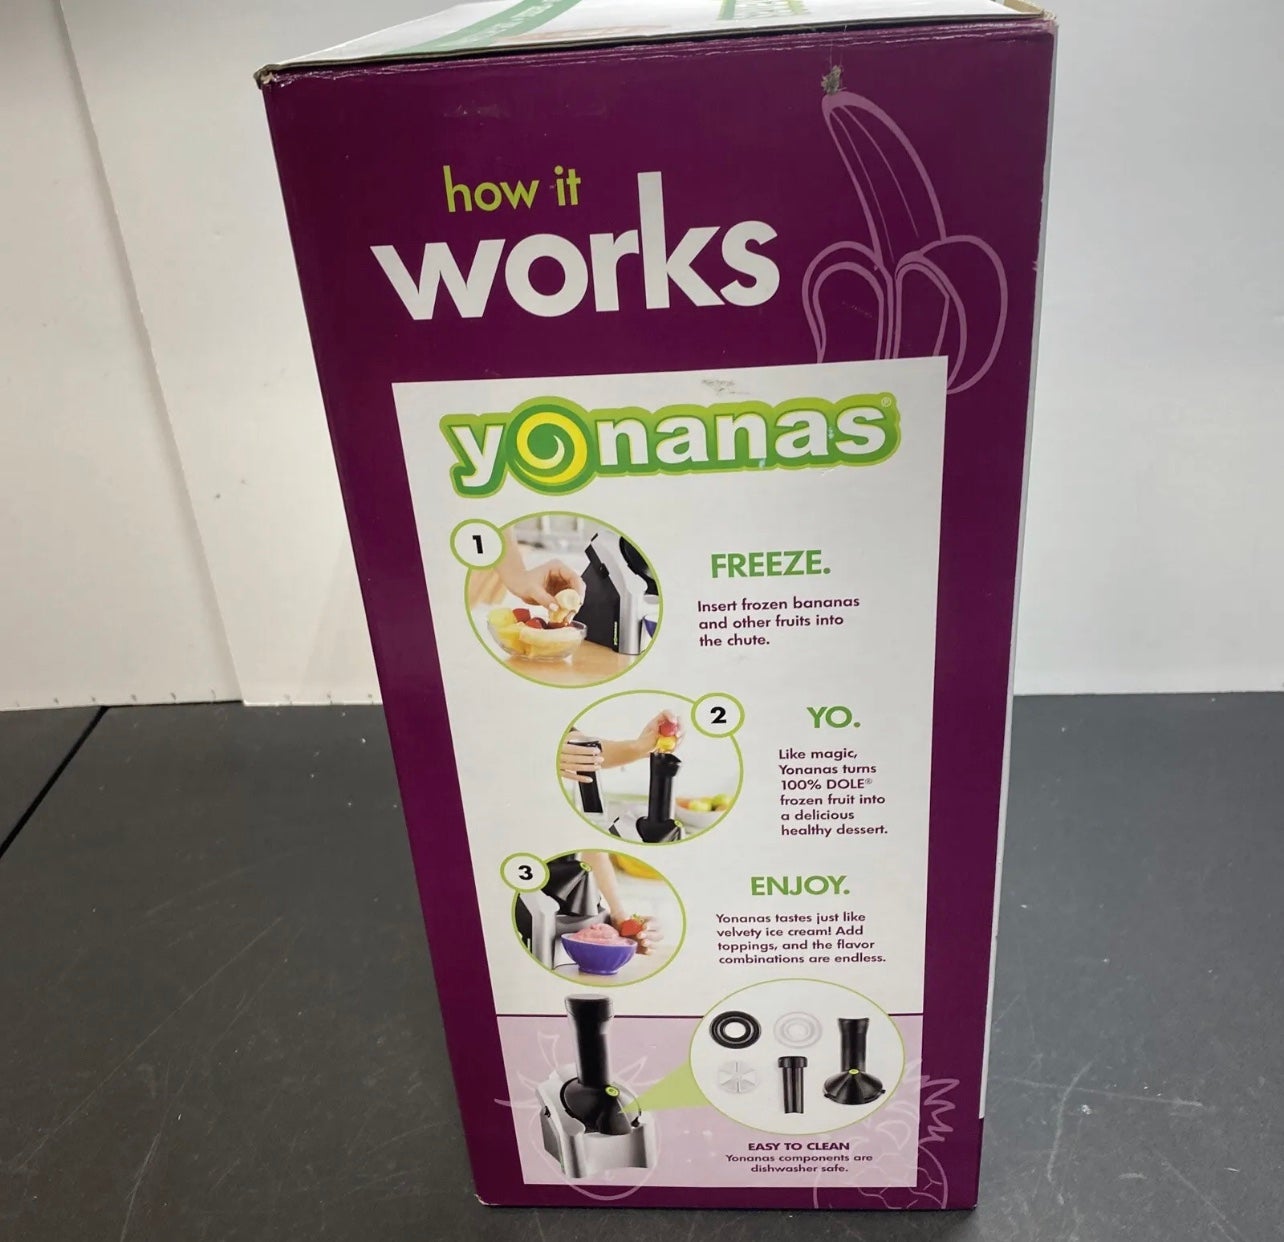 how it
works
yonanas®
1
FREEZE.
Insert frozen bananas
and other fruits into
the chute.
2
YO.
Like magic,
Yonanas turns
100% DOLE®
frozen fruit into
a delicious
healthy dessert.
3
ENJOY.
Yonanas tastes just like
velvety ice cream! Add
toppings, and the flavor
combinations are endless.
EASY TO CLEAN
Yonanas components are
dishwasher safe.